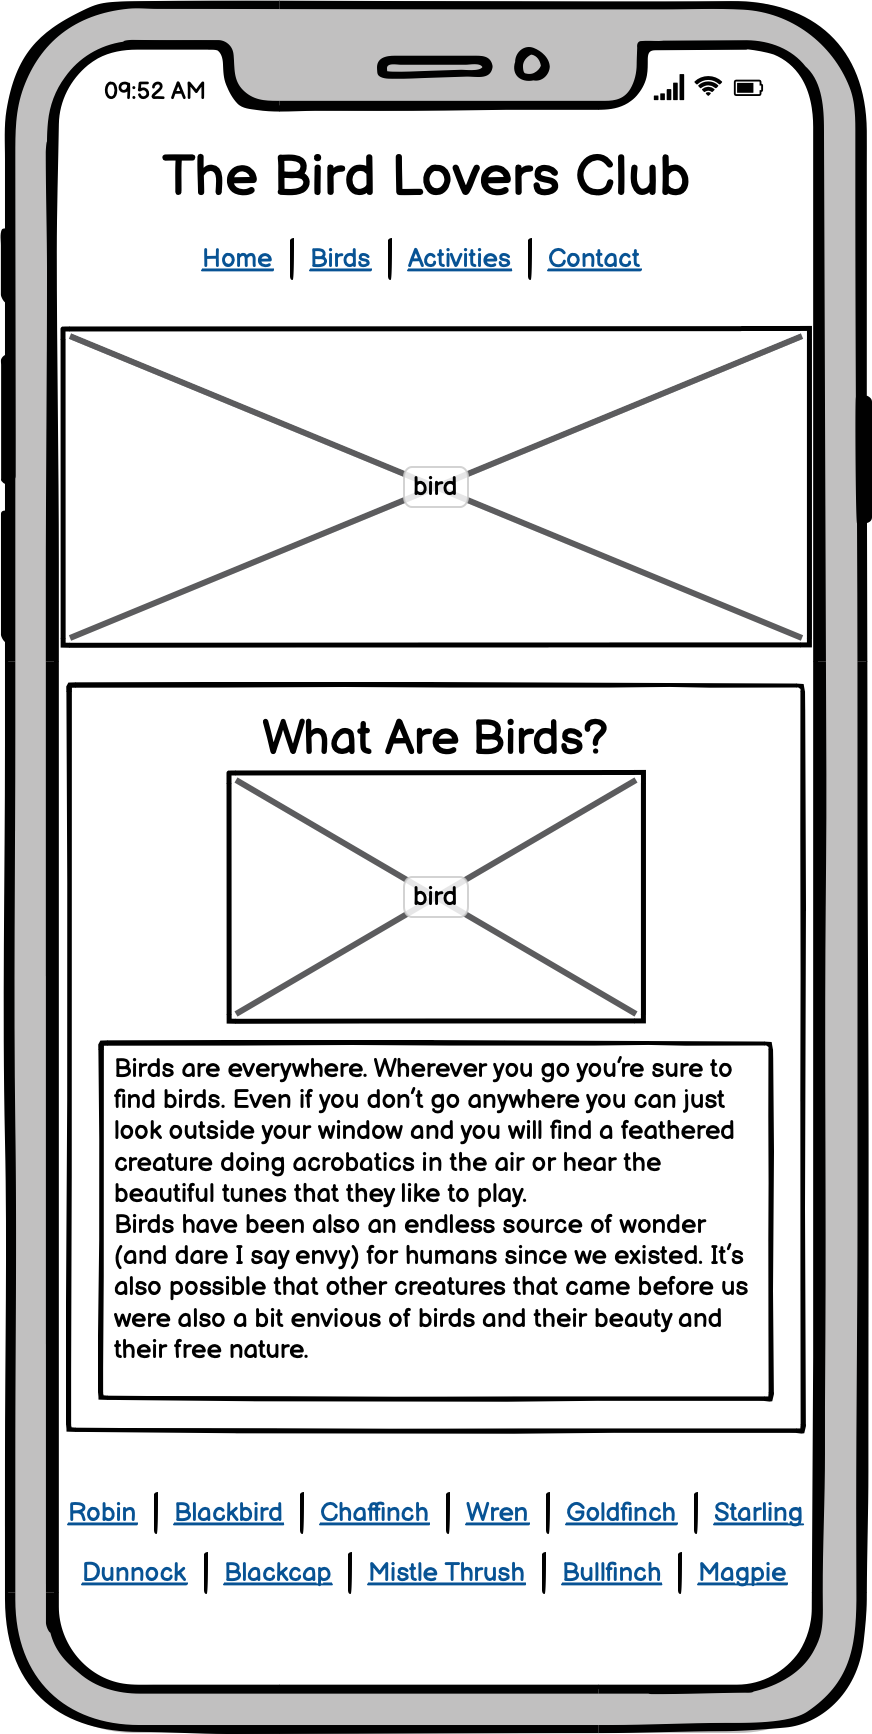 09:52 AM
The Bird Lovers Club
Home | Birds | Activities | Contact
bird
What Are Birds?
bird
Birds are everywhere. Wherever you go you're sure to
find birds. Even if you don't go anywhere you can just
look outside your window and you will find a feathered
creature doing acrobatics in the air or hear the
beautiful tunes that they like to play.
Birds have been also an endless source of wonder
(and dare I say envy) for humans since we existed. It's
also possible that other creatures that came before us
were also a bit envious of birds and their beauty and
their free nature.
Robin | Blackbird | Chaffinch | Wren | Goldfinch | Starling
Dunnock | Blackcap | Mistle Thrush | Bullfinch | Magpie